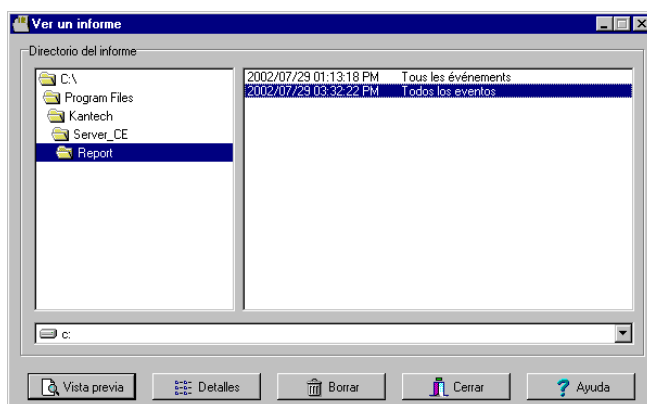 Ver un informe
Directorio del informe
C:\
Program Files
Kantech
Server_CE
Report
2002/07/29 01:13:18 PM Tous les événements
2002/07/29 03:32:22 PM Todos los eventos
c:
Vista previa Detalles Borrar Cerrar Ayuda